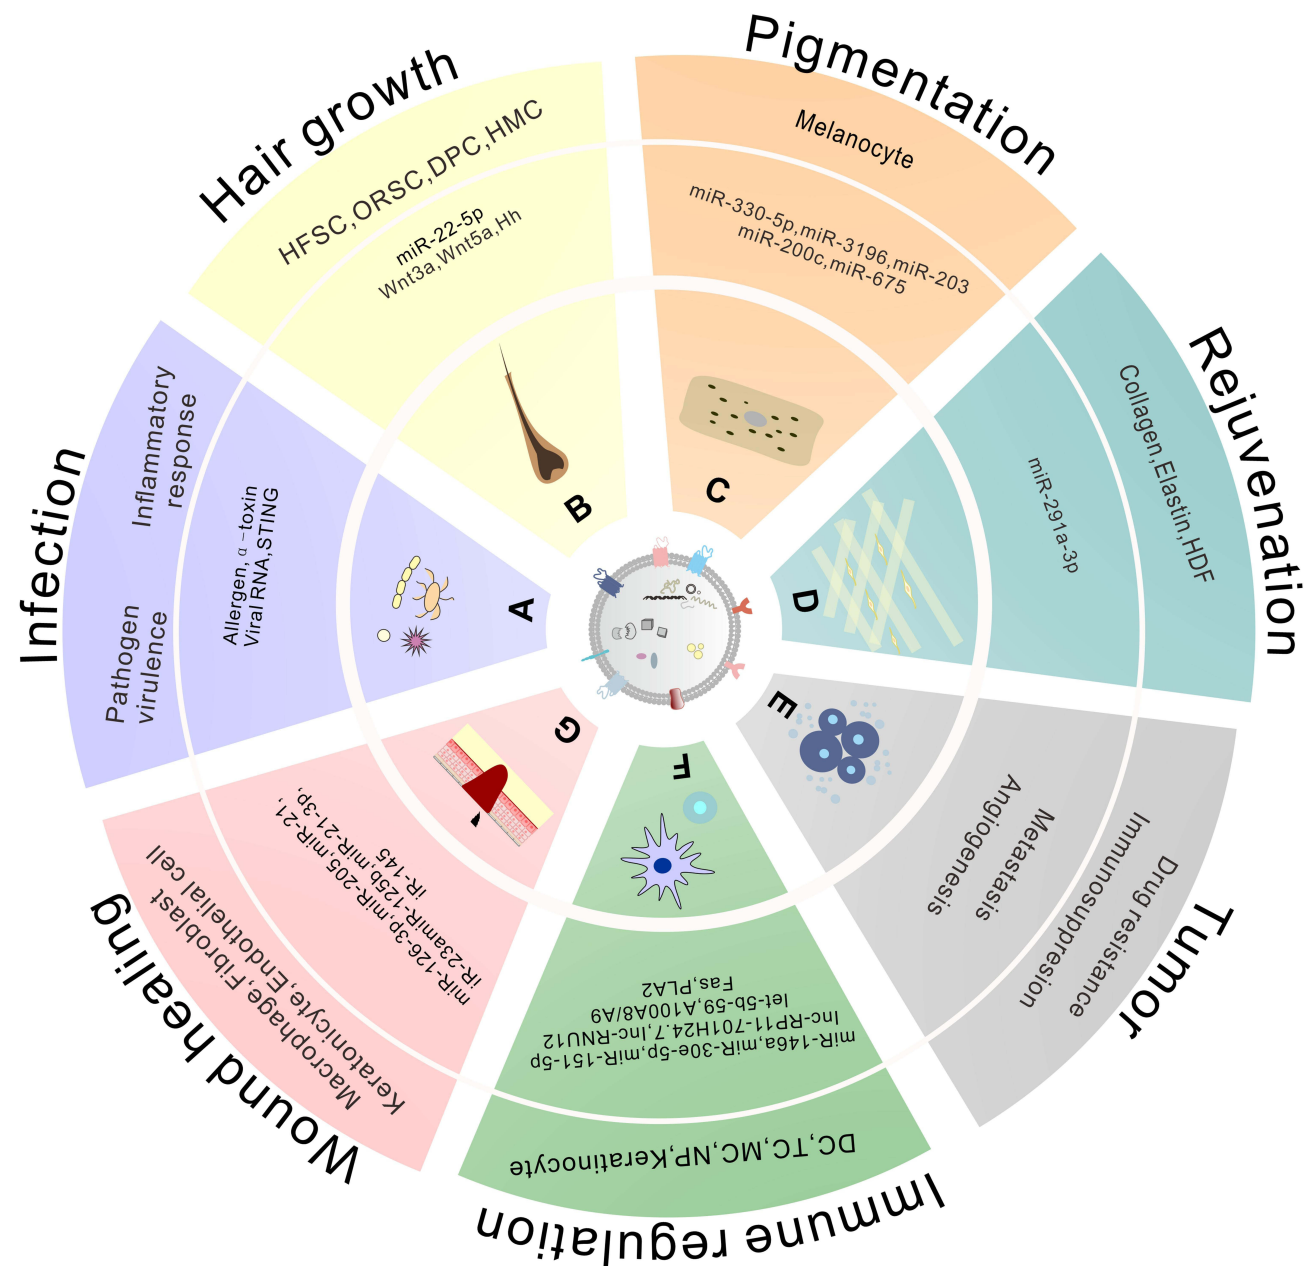 Infection
Inflammatory
response
Pathogen
virulence
Allergen, α-toxin
Viral RNA,STING
A
Hair growth
HFSC,ORSC,DPC,HMC
miR-22-5p
Wnt3a,Wnt5a,Hh
B
Pigmentation
Melanocyte
miR-330-5p,miR-3196,miR-203
miR-200c,miR-675
C
Rejuvenation
Collagen,Elastin,HDF
miR-291a-3p
D
Tumor
Drug resistance
Immunosuppresion
Metastasis
Angiogenesis
E
Immune regulation
DC,TC,MC,NP,Keratinocyte
miR-146a,miR-30e-5p,miR-151-5p
lnc-RP11-701H24.7,lnc-RNU12
let-5b-59,A100A8/A9
Fas,PLA2
F
Wound healing
Macrophage,Fibroblast
Keratonicyte,Endothelial cell
miR-126-3p,miR-205,miR-21,
iR-23amiR-125b,miR-21-3p,
iR-145
G